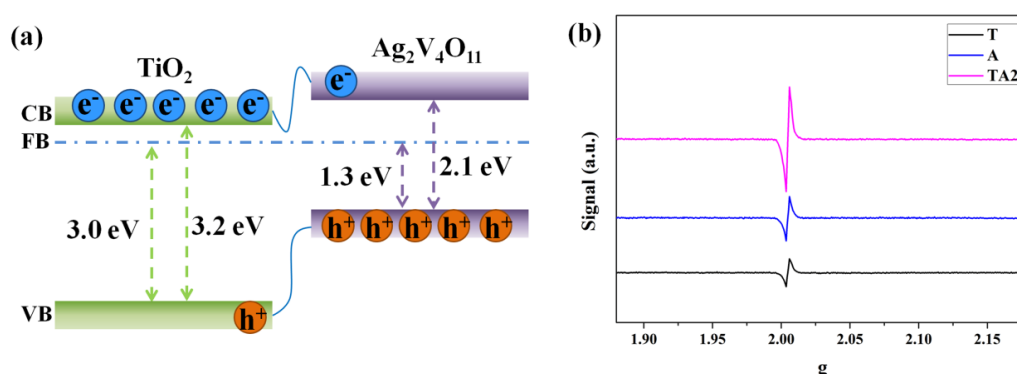 (a)
TiO2
Ag2V4O11
e- e- e- e- e-
e-
CB
FB
3.0 eV
3.2 eV
1.3 eV
2.1 eV
h+ h+ h+ h+ h+
VB
h+
(b)
T
A
TA2
Signal (a.u.)
1.90 1.95 2.00 2.05 2.10 2.15
g